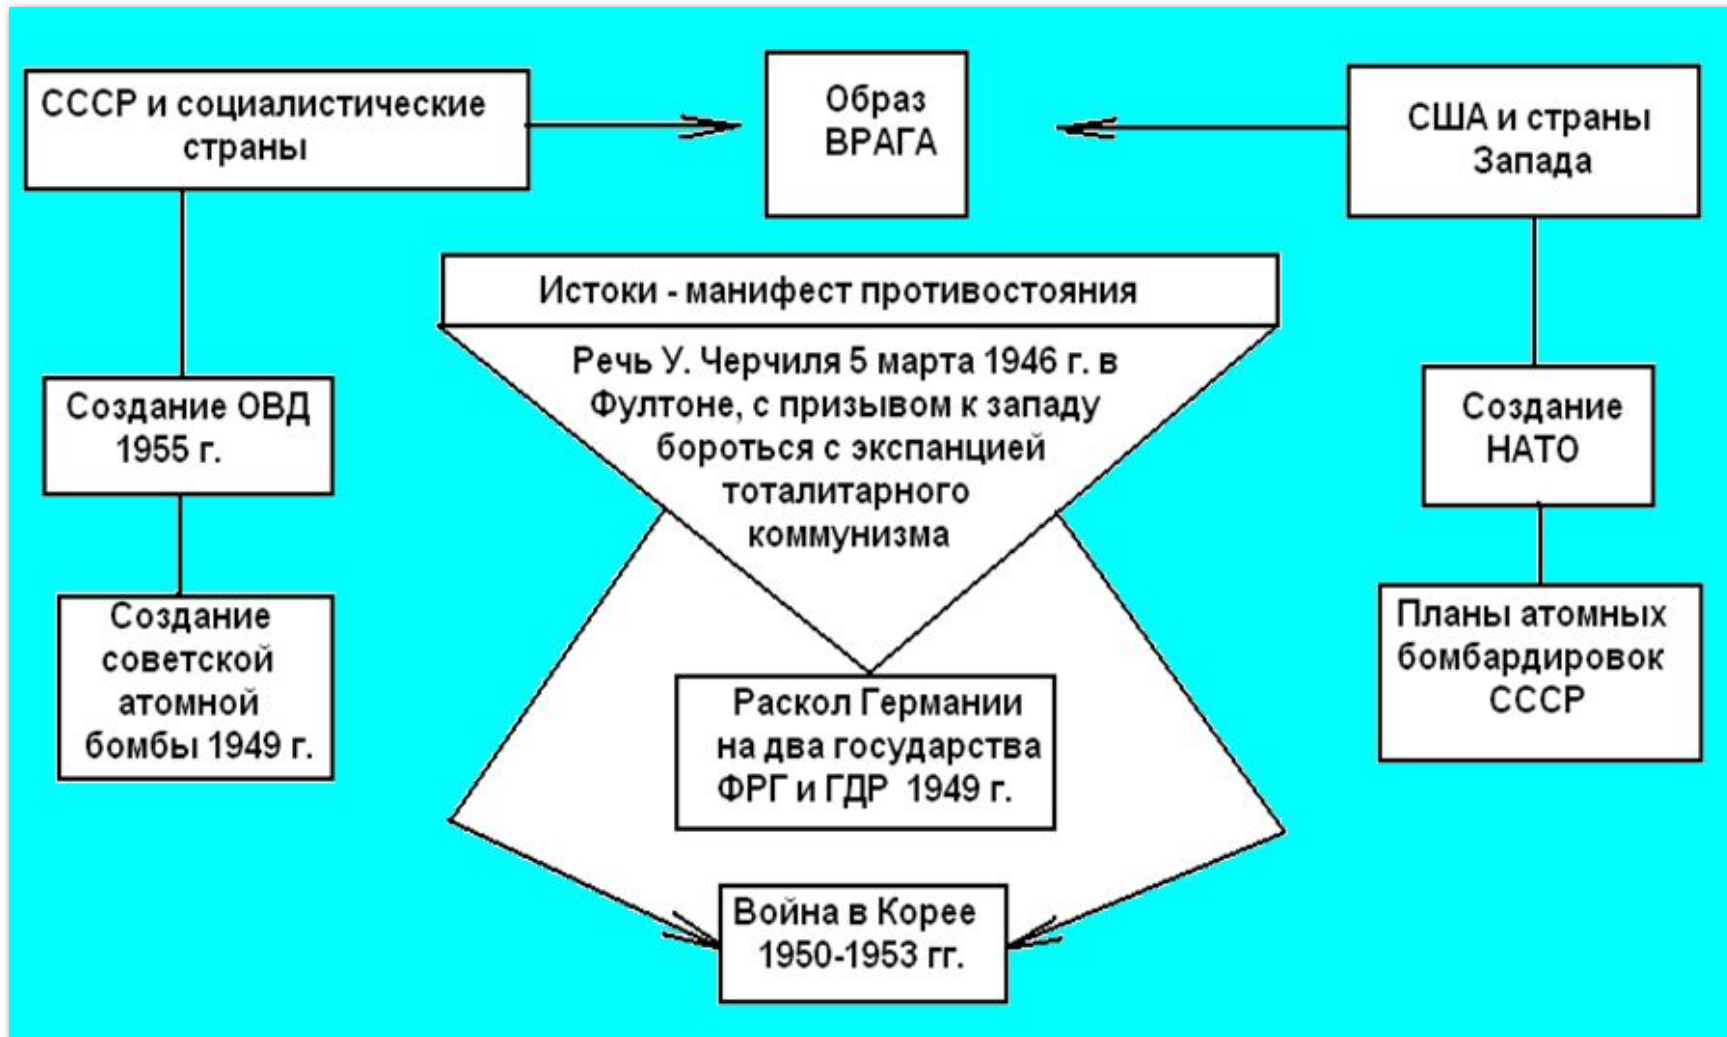 СССР и социалистические
страны
Образ
ВРАГА
США и страны
Запада
Истоки - манифест противостояния
Речь У. Черчиля 5 марта 1946 г. в
Фултоне, с призывом к западу
бороться с экспанцией
тоталитарного
коммунизма
Создание ОВД
1955 г.
Создание
НАТО
Создание
советской
атомной
бомбы 1949 г.
Планы атомных
бомбардировок
СССР
Раскол Германии
на два государства
ФРГ и ГДР 1949 г.
Война в Корее
1950-1953 гг.